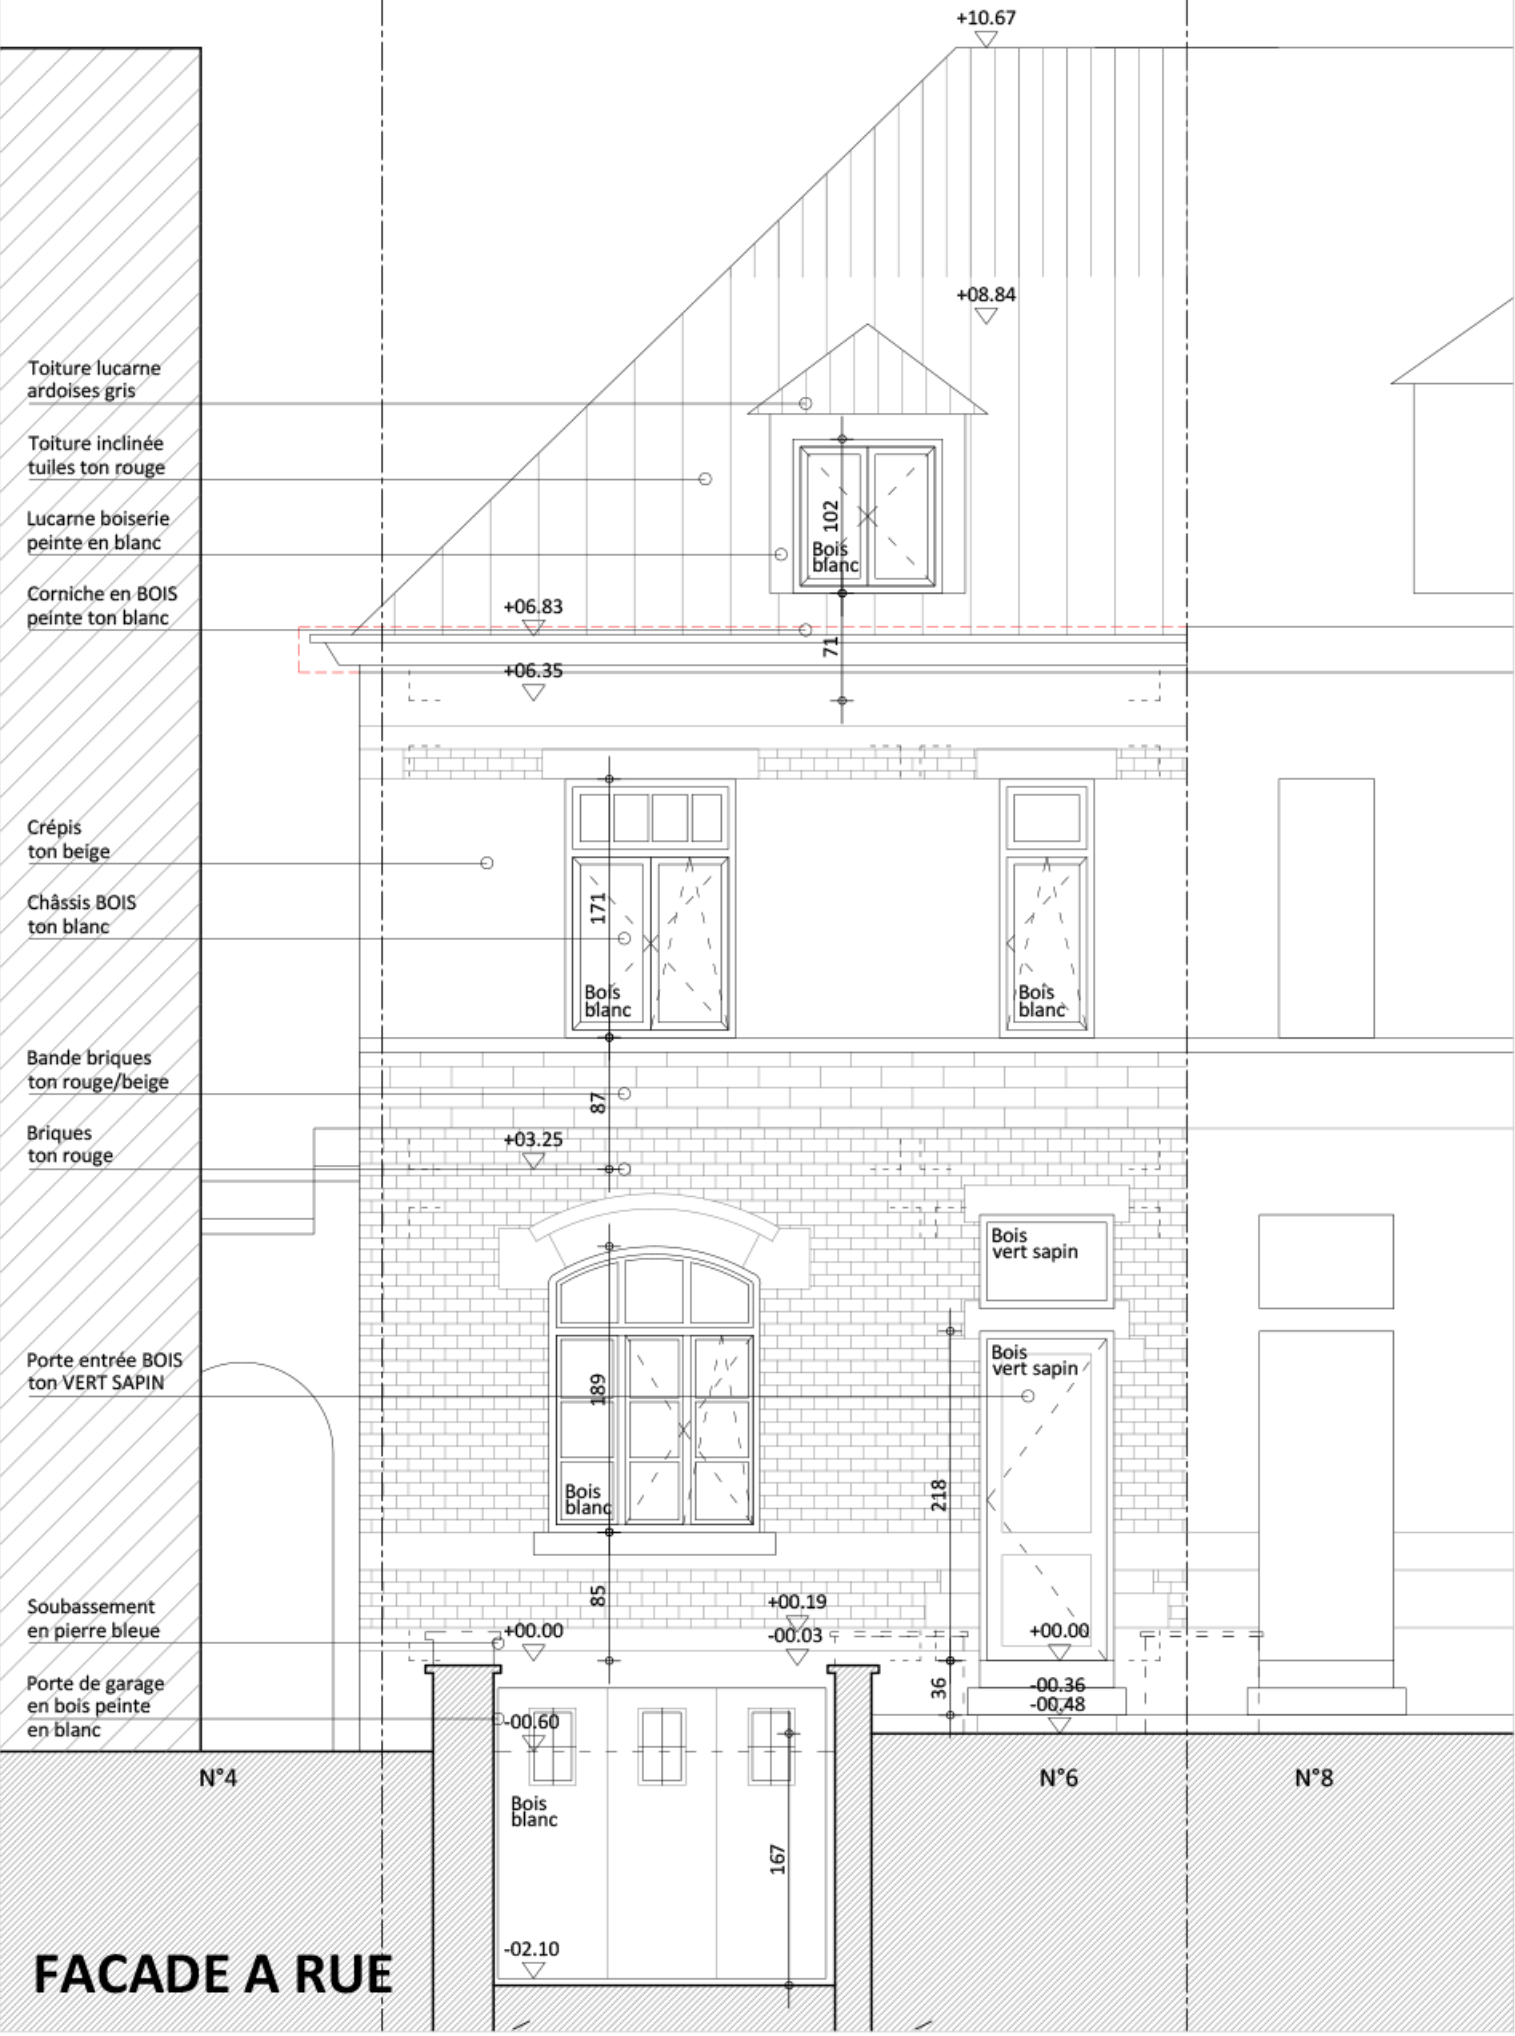 +10.67
+08.84
Toiture lucarne
ardoises gris
Toiture inclinée
tuiles ton rouge
102
Lucarne boiserie
peinte en blanc
Bois
blanc
Corniche en BOIS
peinte ton blanc
+06.83
71
+06.35
Crépis
ton beige
Châssis BOIS
ton blanc
171
Bois
blanc
Bois
blanc
Bande briques
ton rouge/beige
87
Briques
ton rouge
+03.25
Bois
vert sapin
Bois
vert sapin
Porte entrée BOIS
ton VERT SAPIN
189
Bois
blanc
218
85
Soubassement
en pierre bleue
+00.00
+00.19
-00.03
+00.00
36
-00.36
-00.48
Porte de garage
en bois peinte
en blanc
-00.60
N°4
N°6
N°8
Bois
blanc
167
-02.10
FACADE A RUE